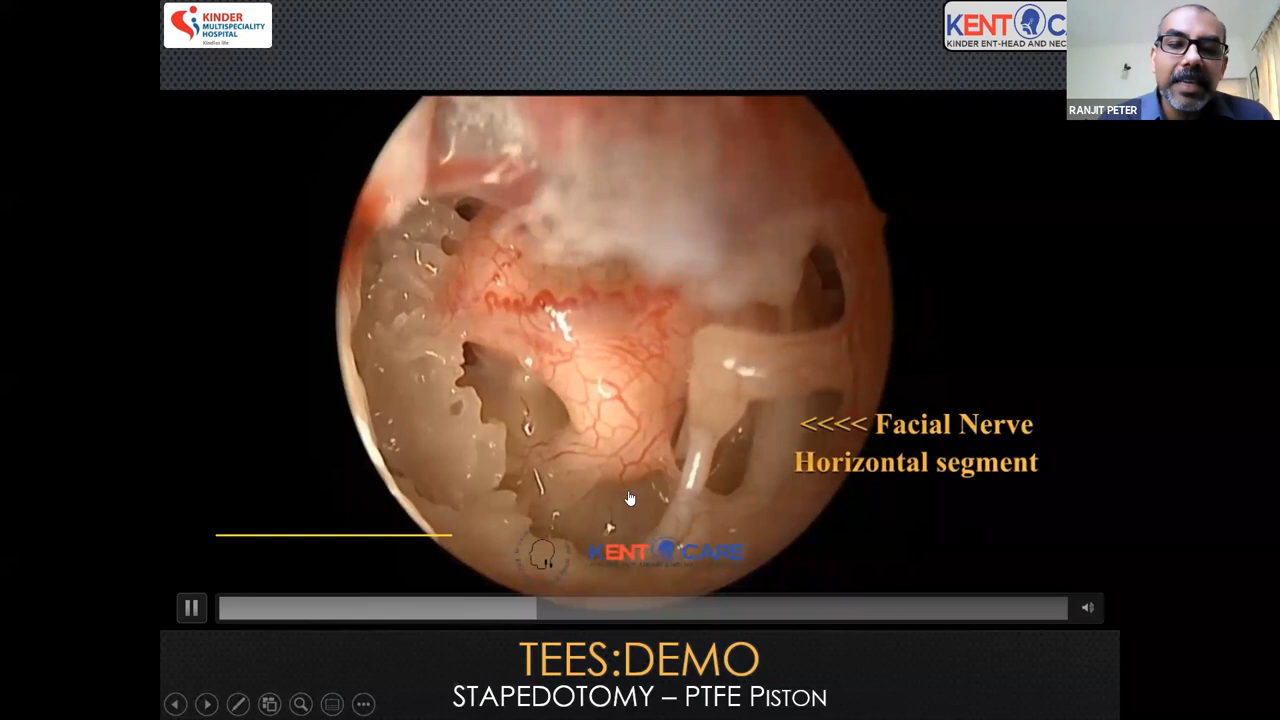 KINDER
MULTISPECIALITY
HOSPITAL
KENT CA
KINDER ENT-HEAD AND NEC
RANJIT PETER
<<<< Facial Nerve
Horizontal segment
KENT CARE
TEES:DEMO
STAPEDOTOMY – PTFE PISTON